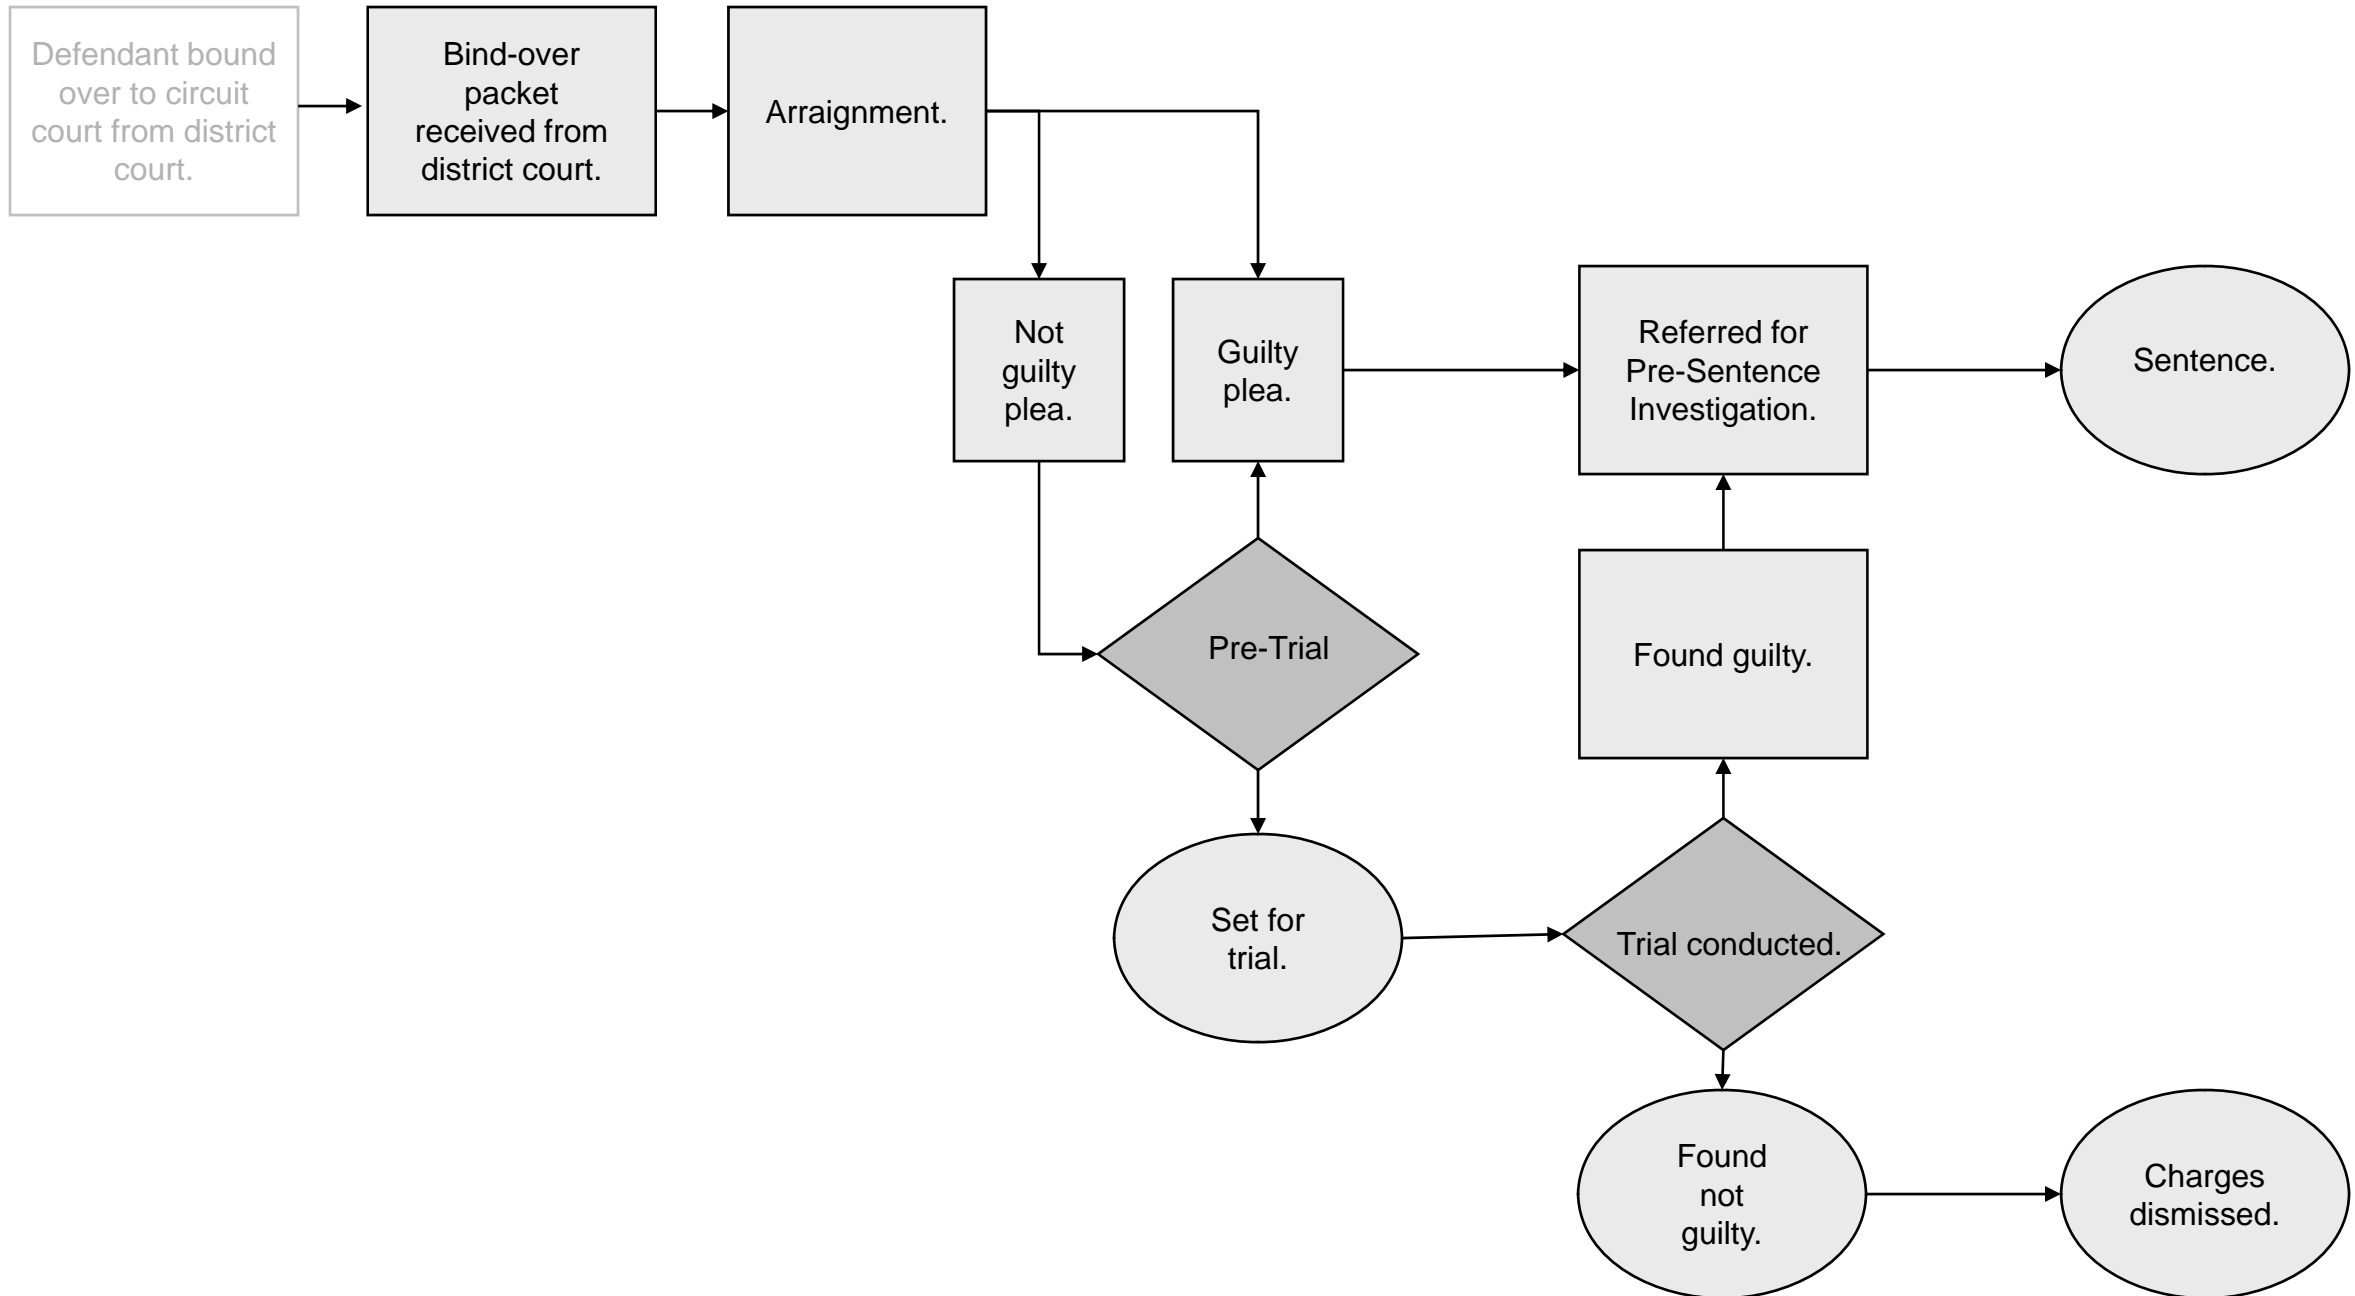 Defendant bound
over to circuit
court from district
court.
Bind-over
packet
received from
district court.
Arraignment.
Not
guilty
plea.
Guilty
plea.
Referred for
Pre-Sentence
Investigation.
Sentence.
Pre-Trial
Found guilty.
Set for
trial.
Trial conducted.
Found
not
guilty.
Charges
dismissed.